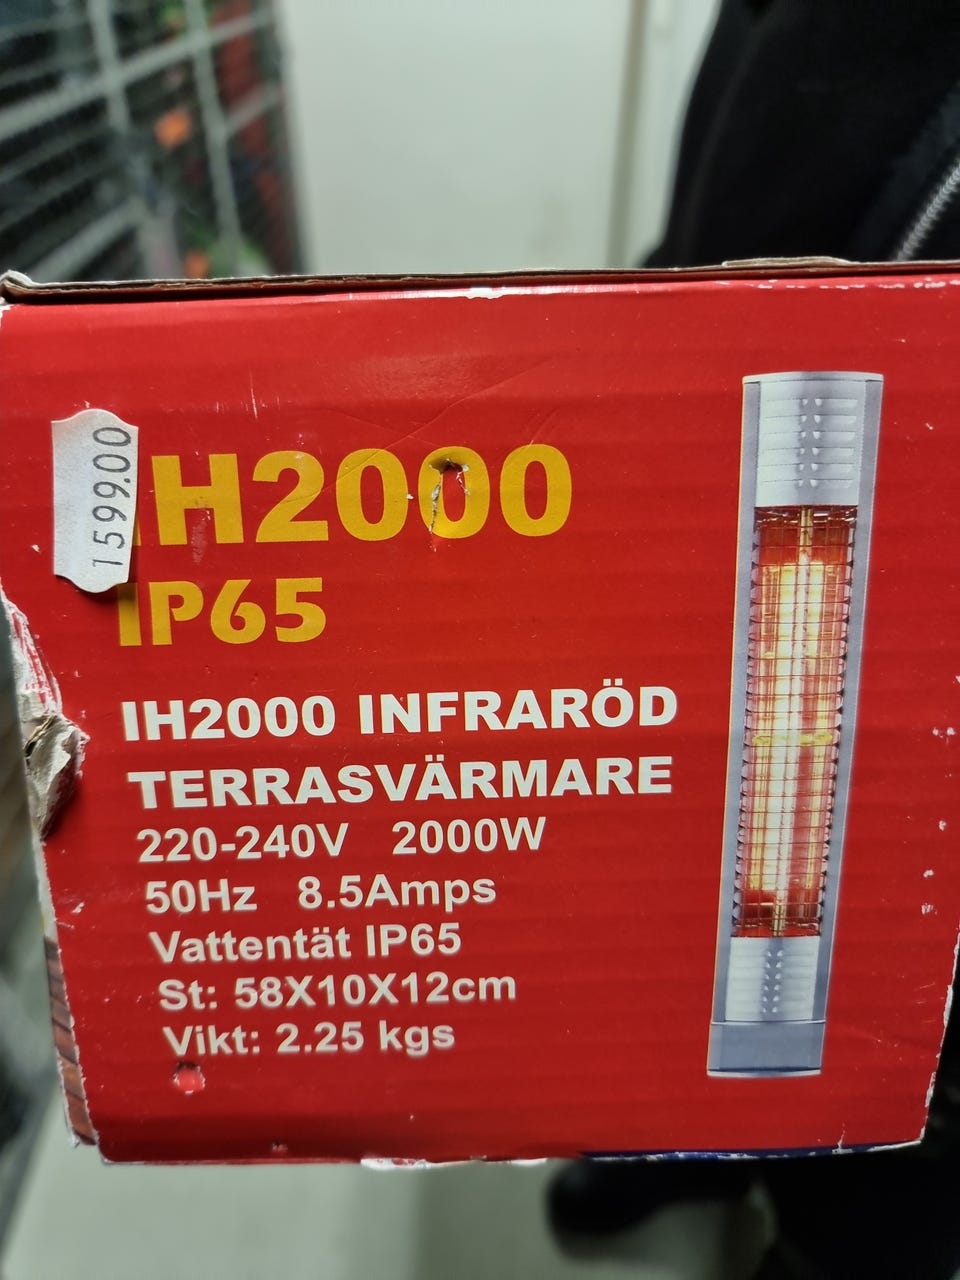 1599.00
IH2000
IP65
IH2000 INFRARÖD
TERRASVÄRMARE
220-240V 2000W
50Hz 8.5Amps
Vattentät IP65
St: 58X10X12cm
Vikt: 2.25 kgs